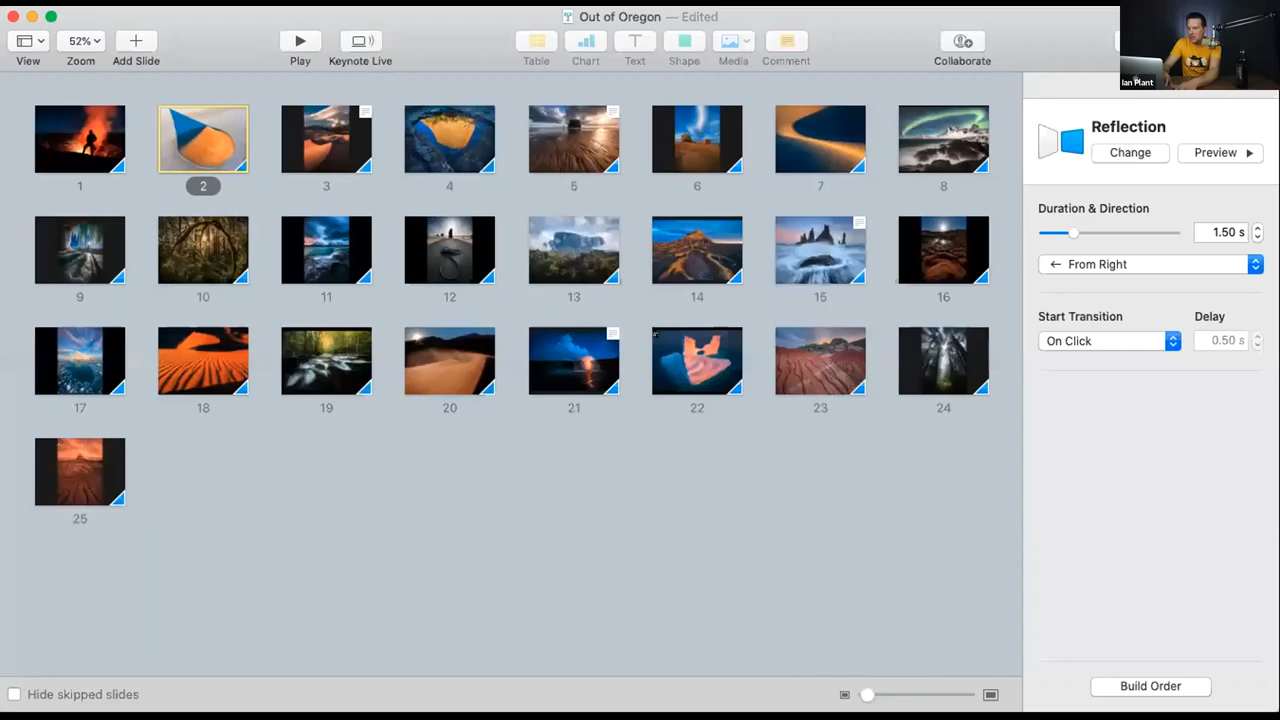 Out of Oregon — Edited
52%
View
Zoom
Add Slide
Play
Keynote Live
Table
Chart
Text
Shape
Media
Comment
Collaborate
Ian Plant
Reflection
Change
Preview
Duration & Direction
1.50 s
From Right
Start Transition
Delay
On Click
0.50 s
Build Order
1 2 3 4 5 6 7 8
9 10 11 12 13 14 15 16
17 18 19 20 21 22 23 24
25
Hide skipped slides